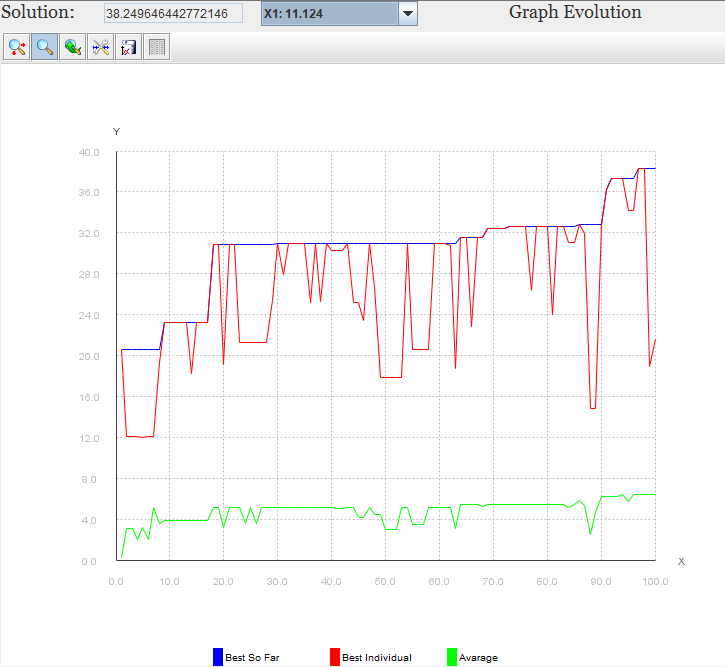 Solution: 38.249646442772146 X1: 11.124 Graph Evolution
Y
40.0
36.0
32.0
28.0
24.0
20.0
16.0
12.0
8.0
4.0
0.0
X
0.0 10.0 20.0 30.0 40.0 50.0 60.0 70.0 80.0 90.0 100.0
Best So Far Best Individual Avarage